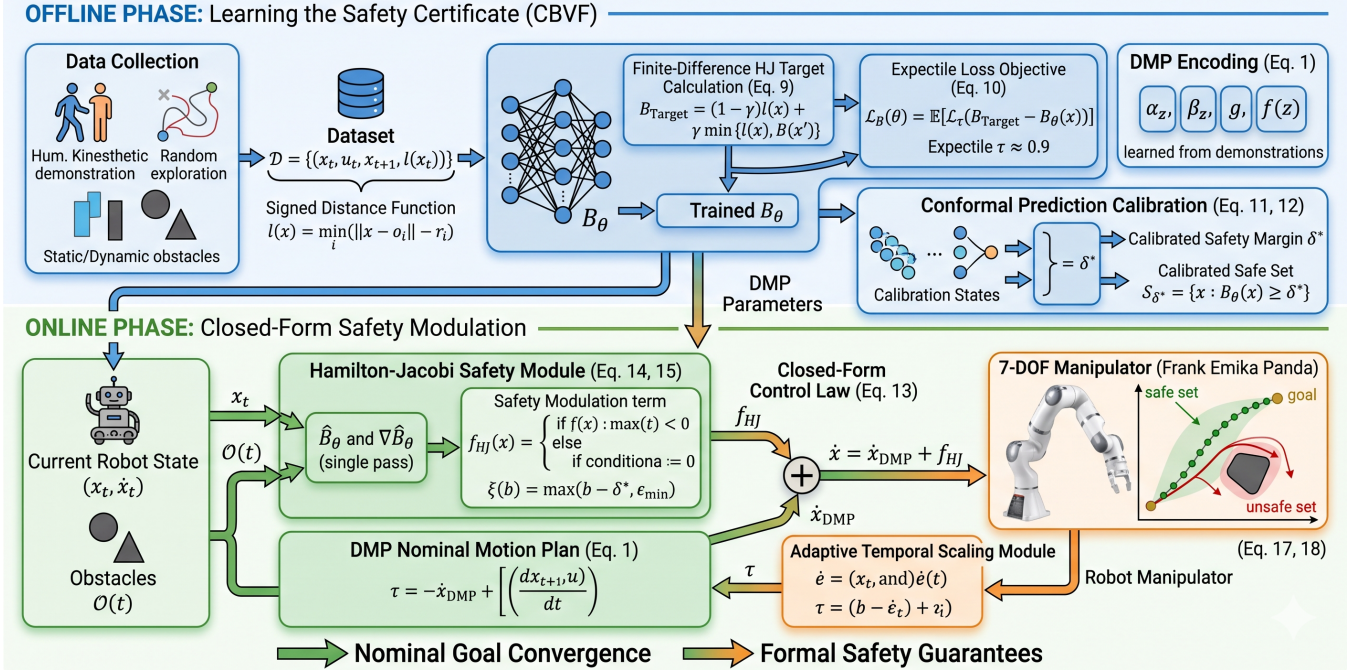 OFFLINE PHASE: Learning the Safety Certificate (CBVF)
Data Collection
Hum. Kinesthetic
demonstration
Random
exploration
Static/Dynamic obstacles
Dataset
𝒟 = {(x_t, u_t, x_{t+1}, l(x_t))}
Signed Distance Function
l(x) = min_i(||x − o_i|| − r_i)
B_θ
Finite-Difference HJ Target
Calculation (Eq. 9)
B_Target = (1 − γ)l(x) +
γ min{l(x), B(x′)}
Expectile Loss Objective
(Eq. 10)
ℒ_B(θ) = 𝔼[ℒ_τ(B_Target − B_θ(x))]
Expectile τ ≈ 0.9
Trained B_θ
DMP Encoding (Eq. 1)
α_z, β_z, g, f(z)
learned from demonstrations
Conformal Prediction Calibration (Eq. 11, 12)
...
Calibration States
} = δ*
Calibrated Safety Margin δ*
Calibrated Safe Set
S_{δ*} = {x : B_θ(x) ≥ δ*}
DMP
Parameters
ONLINE PHASE: Closed-Form Safety Modulation
Current Robot State
(x_t, ẋ_t)
Obstacles
𝒪(t)
x_t
𝒪(t)
Hamilton-Jacobi Safety Module (Eq. 14, 15)
B̂_θ and ∇B̂_θ
(single pass)
Safety Modulation term
f_HJ(x) = { if f(x) : max(t) < 0
else
if conditiona := 0
ξ(b) = max(b − δ*, ϵ_min)
DMP Nominal Motion Plan (Eq. 1)
τ = −ẋ_DMP + [(dx_{t+1},u)/dt)
Closed-Form
Control Law (Eq. 13)
f_HJ
+
ẋ = ẋ_DMP + f_HJ
ẋ_DMP
7-DOF Manipulator (Frank Emika Panda)
safe set
goal
unsafe set
(Eq. 17, 18)
Adaptive Temporal Scaling Module
ė = (x_t, and)ė(t)
τ = (b − ė_t) + ıi)
τ
Robot Manipulator
Nominal Goal Convergence
Formal Safety Guarantees